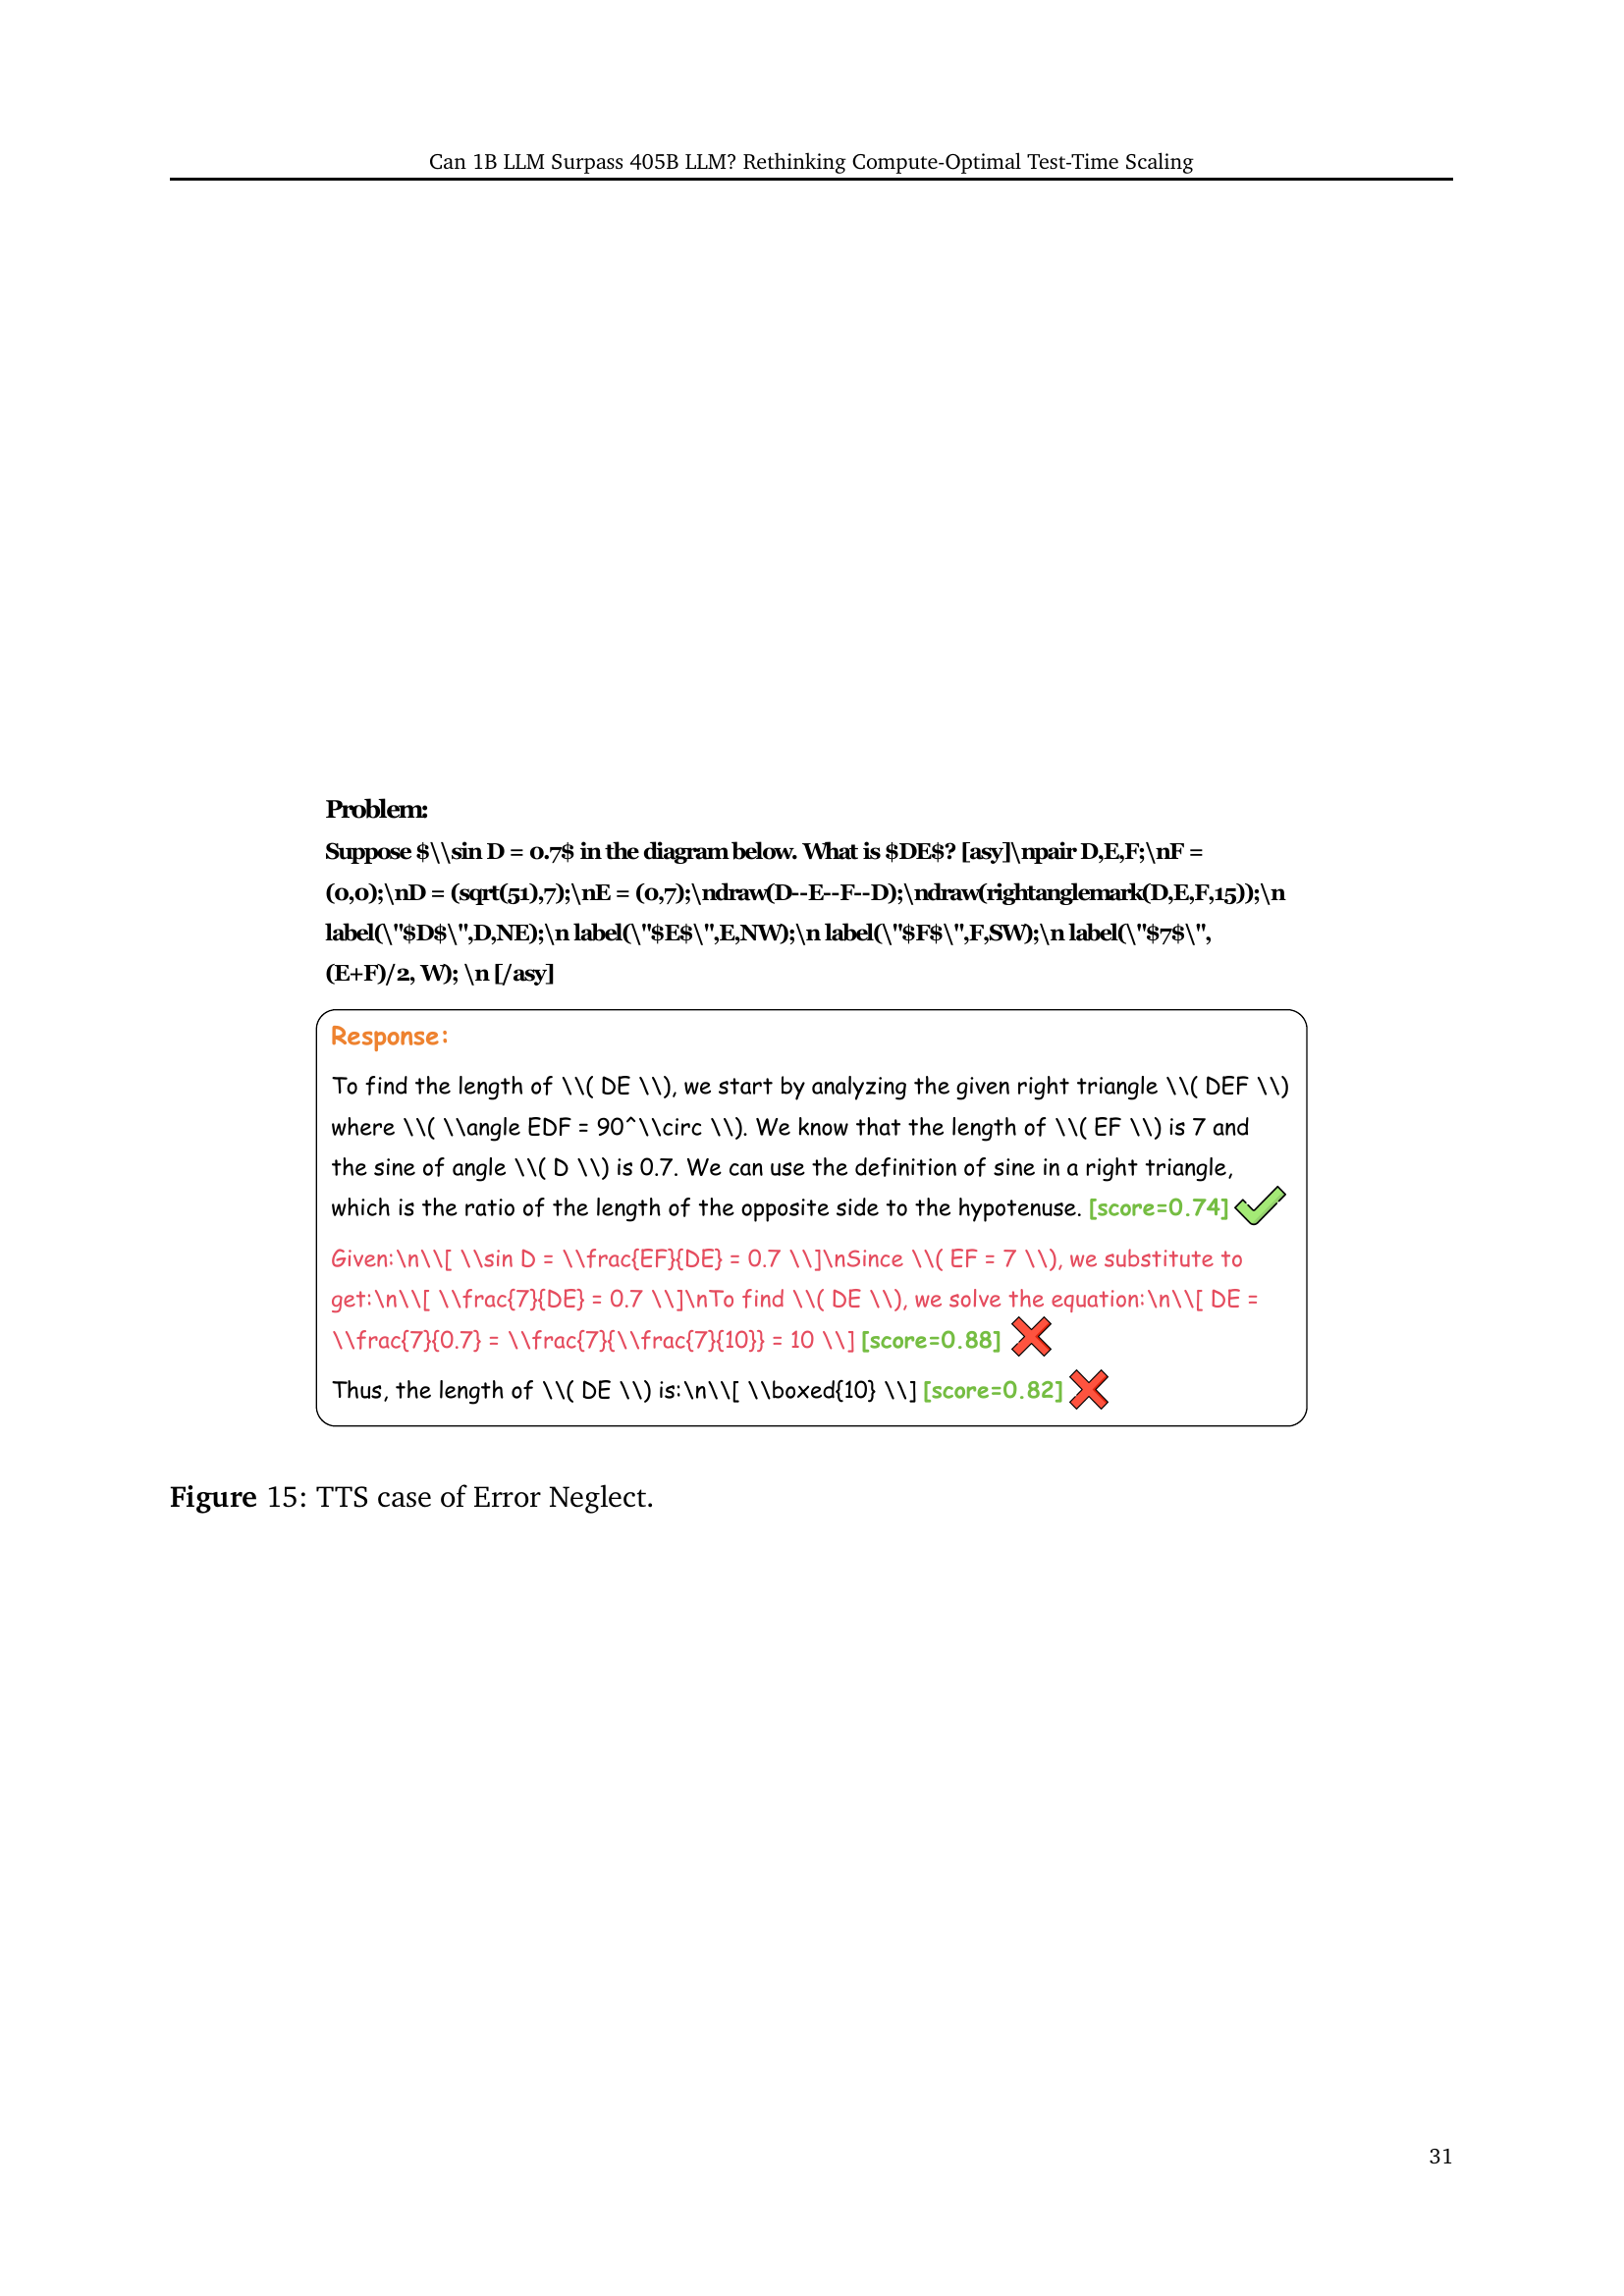 Can 1B LLM Surpass 405B LLM? Rethinking Compute-Optimal Test-Time Scaling
Problem:
Suppose $\\sin D = 0.7$ in the diagram below. What is $DE$? [asy]\npair D,E,F;\nF =
(0,0);\nD = (sqrt(51),7);\nE = (0,7);\ndraw(D--E--F--D);\ndraw(rightanglemark(D,E,F,15));\n
label(\"$D$\",D,NE);\n label(\"$E$\",E,NW);\n label(\"$F$\",F,SW);\n label(\"$7$\",
(E+F)/2, W); \n [/asy]
Response:
To find the length of \\( DE \\), we start by analyzing the given right triangle \\( DEF \\)
where \\( \\angle EDF = 90^\\circ \\). We know that the length of \\( EF \\) is 7 and
the sine of angle \\( D \\) is 0.7. We can use the definition of sine in a right triangle,
which is the ratio of the length of the opposite side to the hypotenuse. [score=0.74]
Given:\n\\[ \\sin D = \\frac{EF}{DE} = 0.7 \\]\nSince \\( EF = 7 \\), we substitute to
get:\n\\[ \\frac{7}{DE} = 0.7 \\]\nTo find \\( DE \\), we solve the equation:\n\\[ DE =
\\frac{7}{0.7} = \\frac{7}{\\frac{7}{10}} = 10 \\] [score=0.88]
Thus, the length of \\( DE \\) is:\n\\[ \\boxed{10} \\] [score=0.82]
Figure 15: TTS case of Error Neglect.
31